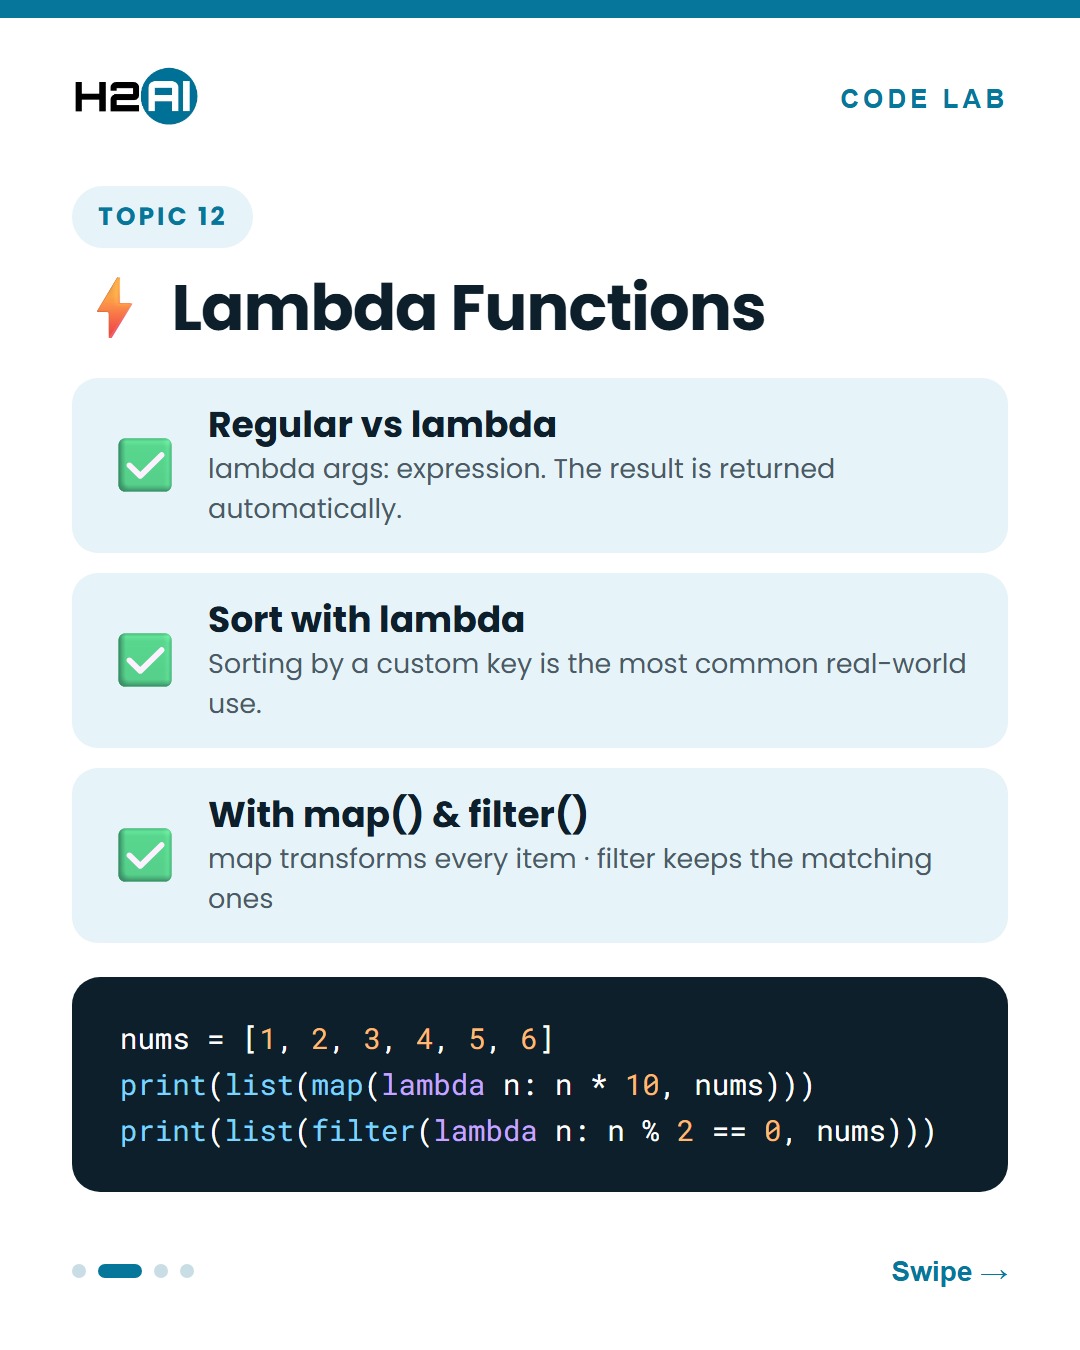 H2AI
CODE LAB
TOPIC 12
Lambda Functions
Regular vs lambda
lambda args: expression. The result is returned
automatically.
Sort with lambda
Sorting by a custom key is the most common real-world
use.
With map() & filter()
map transforms every item · filter keeps the matching
ones
nums = [1, 2, 3, 4, 5, 6]
print(list(map(lambda n: n * 10, nums)))
print(list(filter(lambda n: n % 2 == 0, nums)))
Swipe →